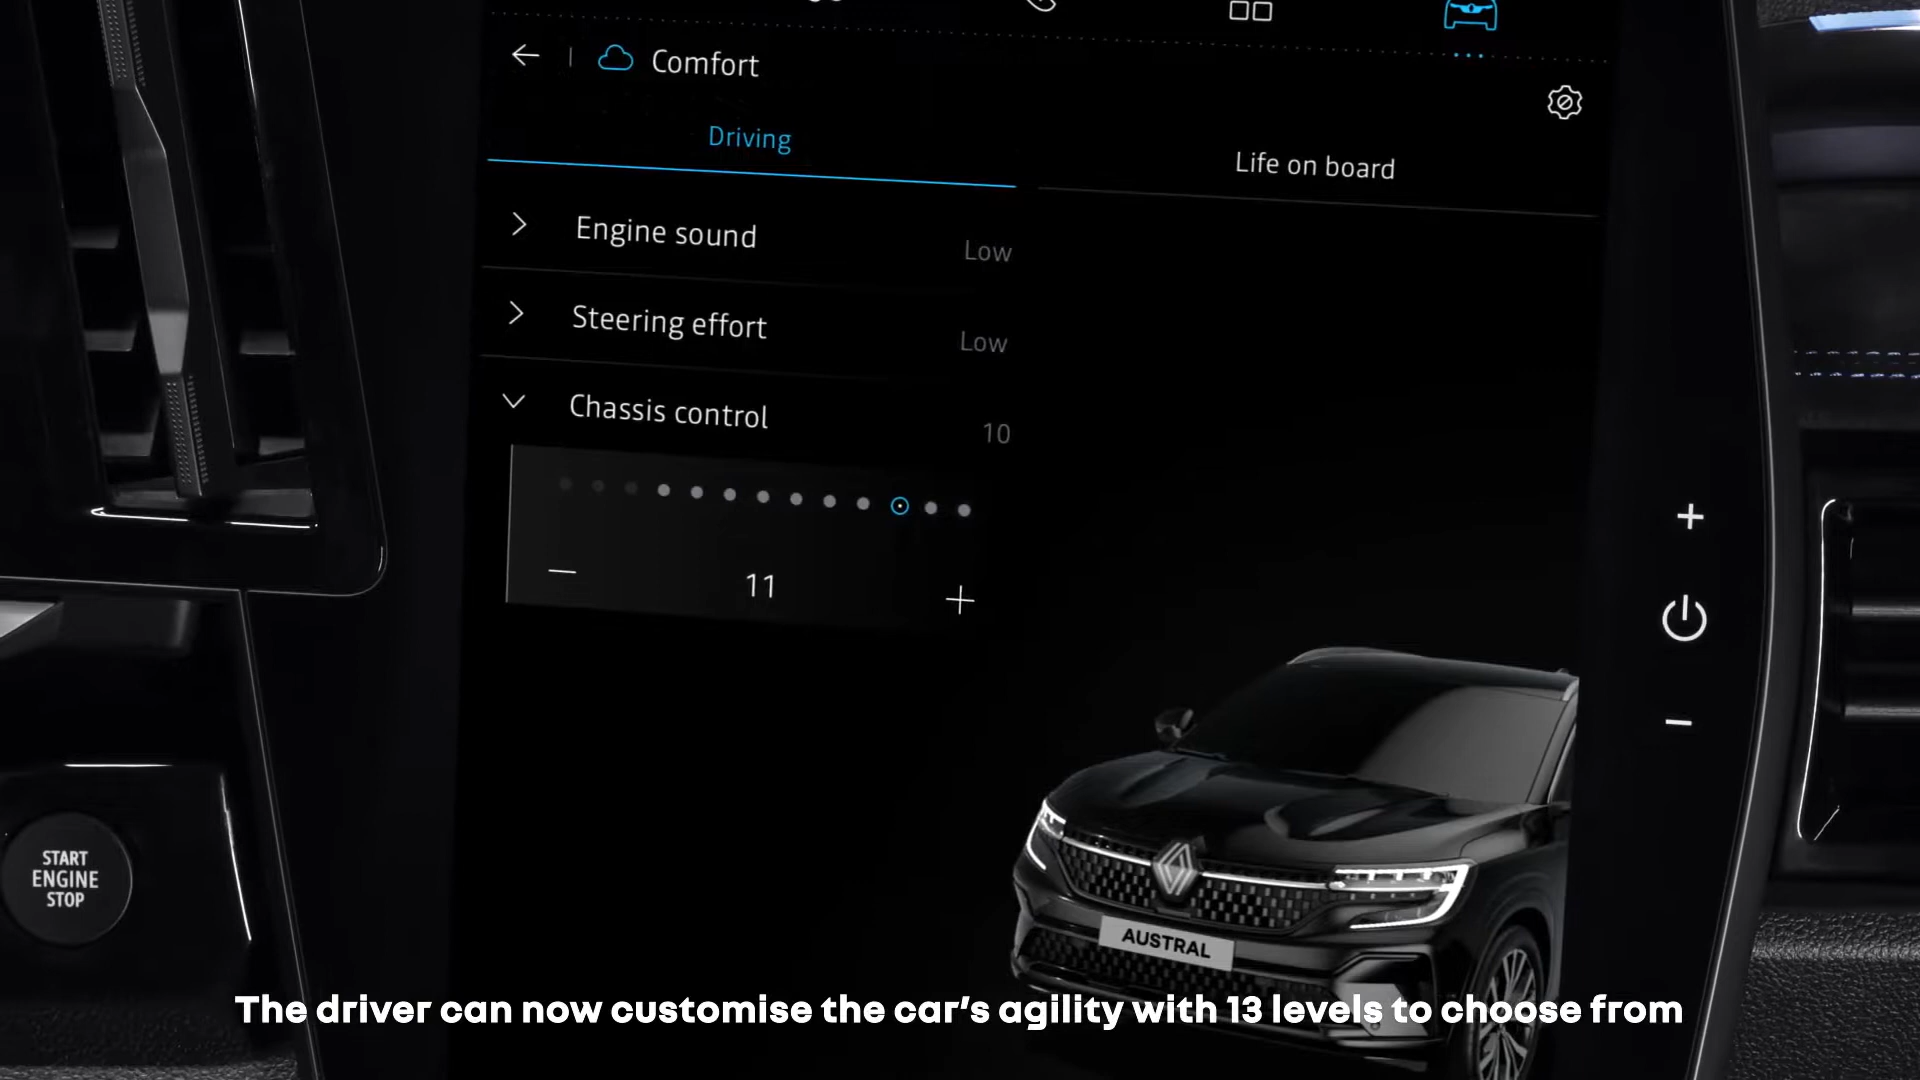 Comfort
Driving
Life on board
Engine sound
Low
Steering effort
Low
Chassis control
10
11
START
ENGINE
STOP
AUSTRAL
The driver can now customise the car's agility with 13 levels to choose from